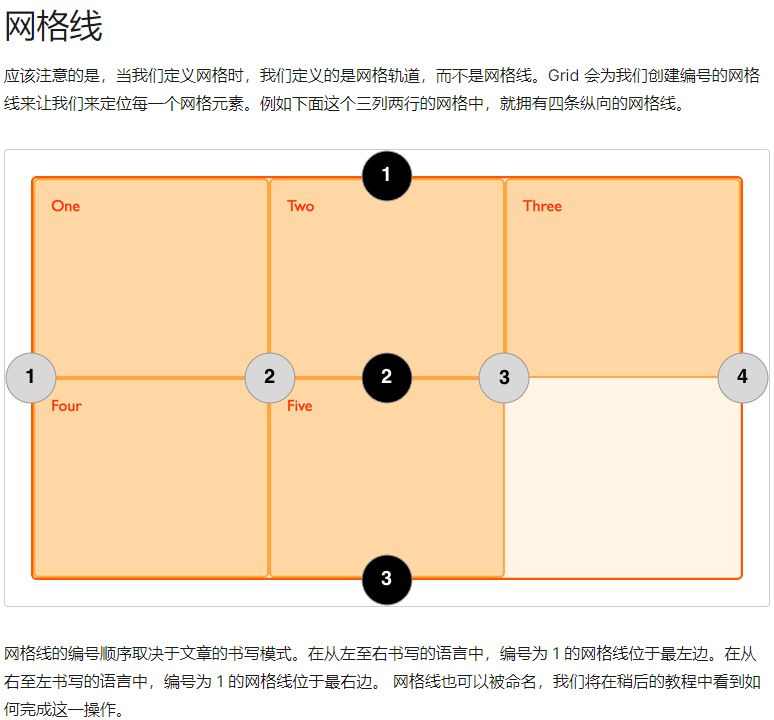 网格线
应该注意的是，当我们定义网格时，我们定义的是网格轨道，而不是网格线。Grid 会为我们创建编号的网格
线来让我们来定位每一个网格元素。例如下面这个三列两行的网格中，就拥有四条纵向的网格线。
1
One
Two
Three
1
2
2
3
4
Four
Five
3
网格线的编号顺序取决于文章的书写模式。在从左至右书写的语言中，编号为 1 的网格线位于最左边。在从
右至左书写的语言中，编号为 1 的网格线位于最右边。 网格线也可以被命名，我们将在稍后的教程中看到如
何完成这一操作。